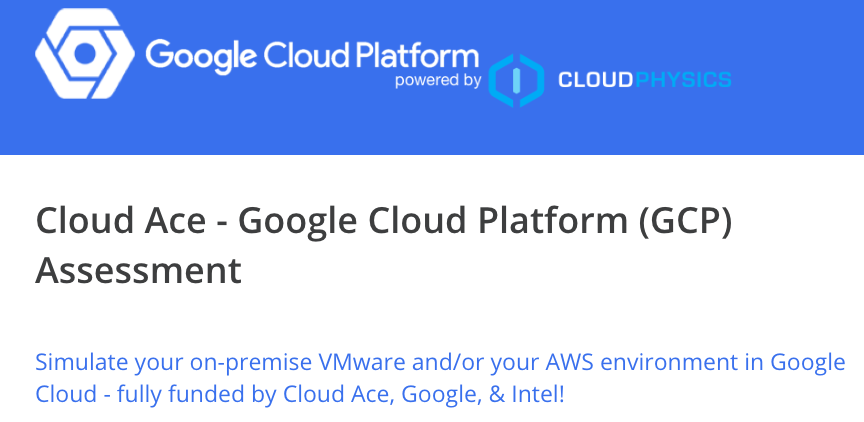 Google Cloud Platform
powered by
CLOUDPHYSICS
Cloud Ace - Google Cloud Platform (GCP)
Assessment
Simulate your on-premise VMware and/or your AWS environment in Google
Cloud - fully funded by Cloud Ace, Google, & Intel!